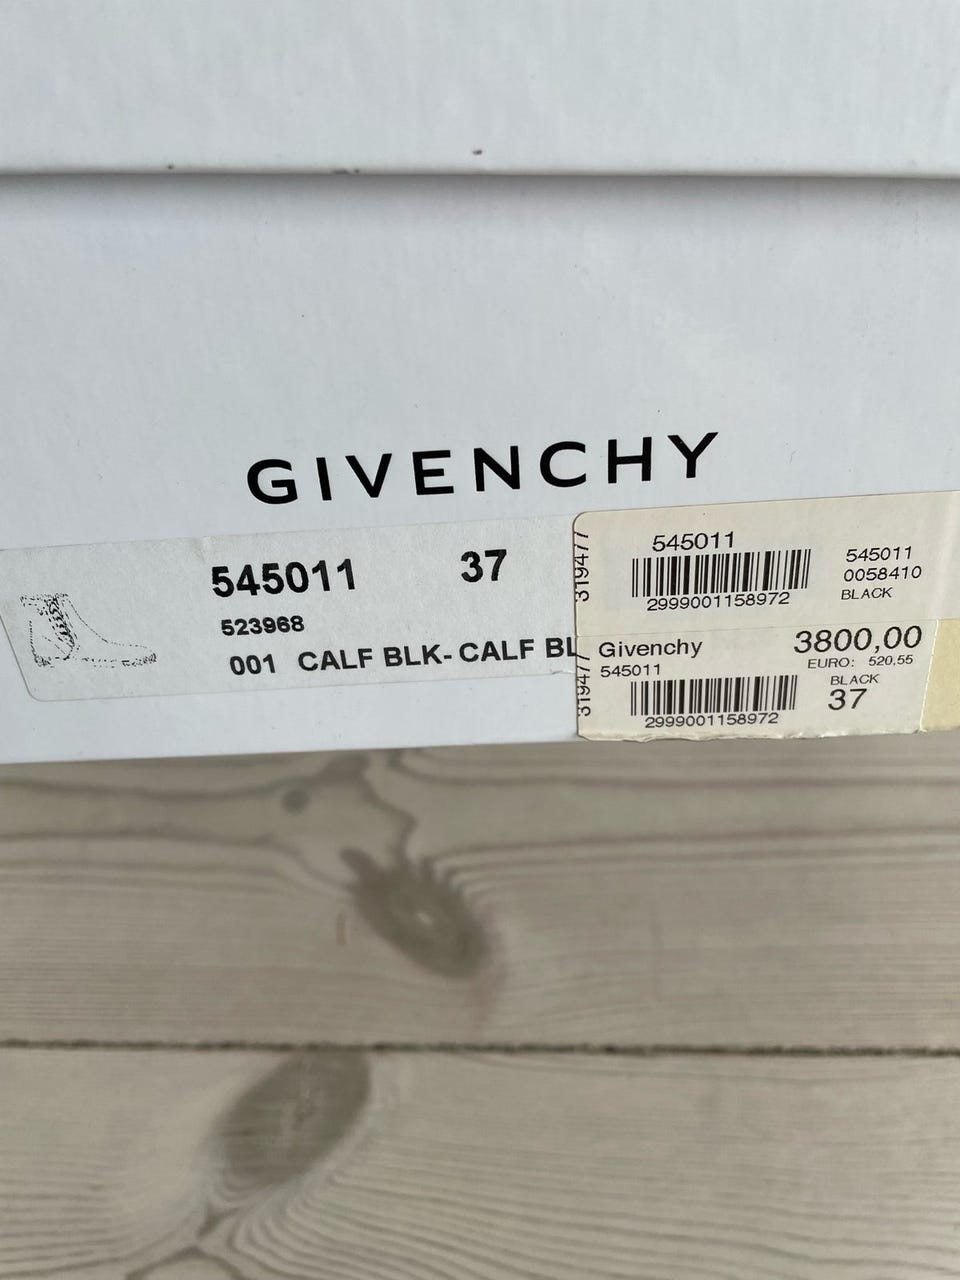 GIVENCHY
545011 37
523968
001 CALF BLK- CALF BL
319477
545011
2999001158972
545011
0058410
BLACK
319477
Givenchy
545011
2999001158972
3800,00
EURO: 520.55
BLACK
37